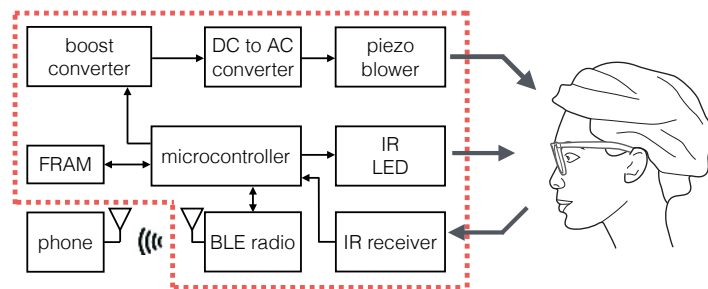 boost
converter
DC to AC
converter
piezo
blower
FRAM
microcontroller
IR
LED
phone
BLE radio
IR receiver